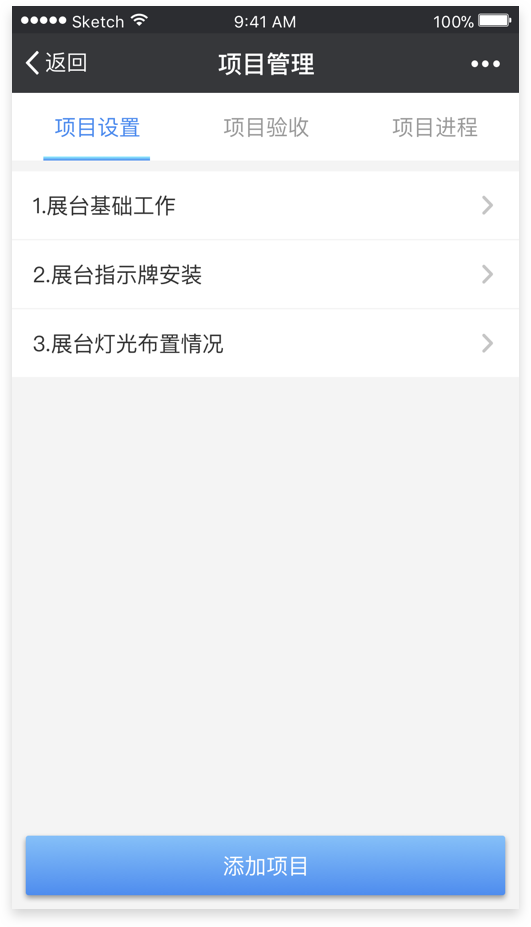 ●●●●● Sketch 9:41 AM 100%
返回 项目管理 •••
项目设置 项目验收 项目进程
1.展台基础工作
2.展台指示牌安装
3.展台灯光布置情况
添加项目